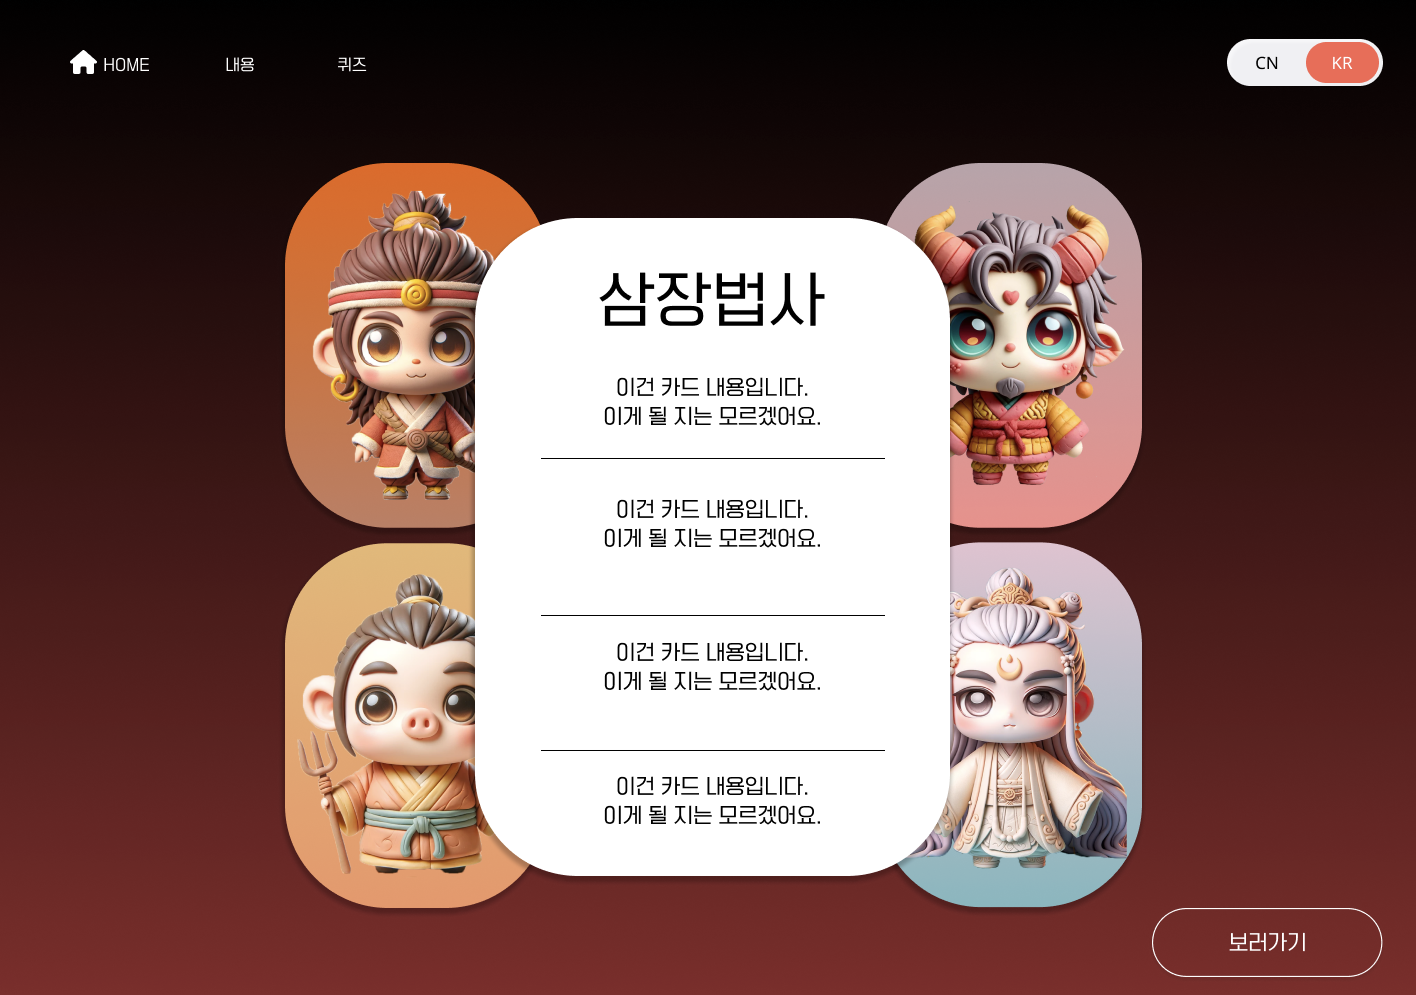 HOME
내용
퀴즈
CN
KR
삼장법사
이건 카드 내용입니다.
이게 될 지는 모르겠어요.
이건 카드 내용입니다.
이게 될 지는 모르겠어요.
이건 카드 내용입니다.
이게 될 지는 모르겠어요.
이건 카드 내용입니다.
이게 될 지는 모르겠어요.
보러가기